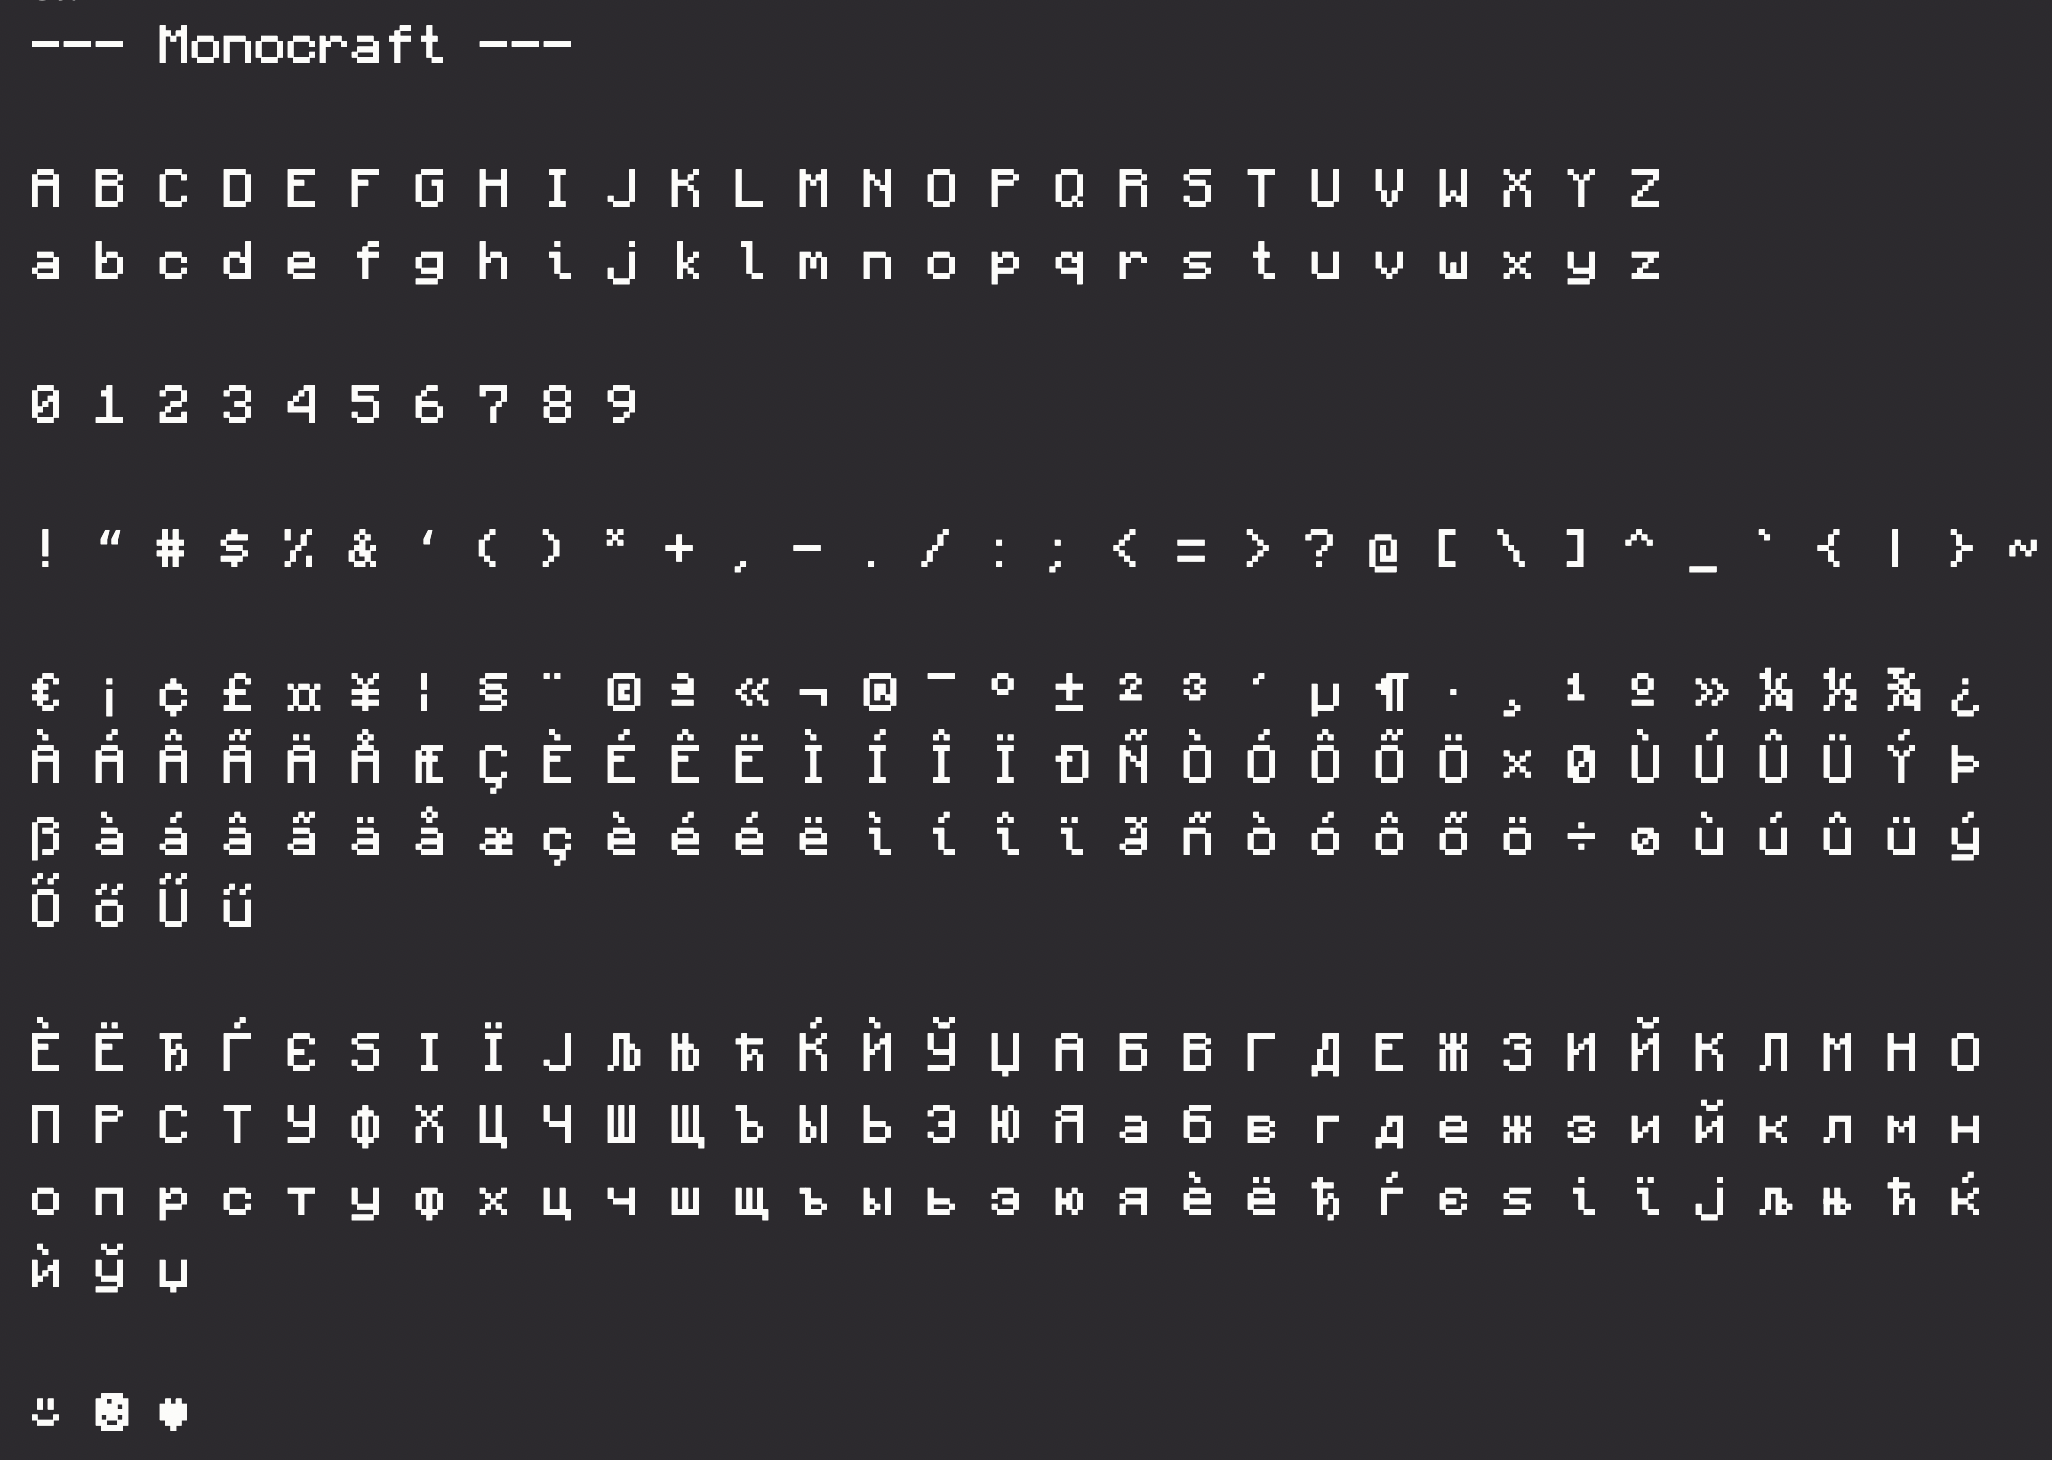 --- Monocraft ---
A B C D E F G H I J K L M N O P Q R S T U V W X Y Z
a b c d e f g h i j k l m n o p q r s t u v w x y z
0 1 2 3 4 5 6 7 8 9
! “ # $ % & ‘ ( ) * + , - . / : ; < = > ? @ [ \ ] ^ _ ` { | } ~
€ ¡ ¢ £ ¤ ¥ ¦ § ¨ © ª « ¬ ® ¯ ° ± ² ³ ´ µ ¶ · ¸ ¹ º » ¼ ½ ¾ ¿
À Á Â Ã Ä Å Æ Ç È É Ê Ë Ì Í Î Ï Ð Ñ Ò Ó Ô Õ Ö × Ø Ù Ú Û Ü Ý Þ
ß à á â ã ä å æ ç è é é ë ì í î ï ð ñ ò ó ô õ ö ÷ ø ù ú û ü ý
Ő ő Ű ű
Ѐ Ё Ђ Ѓ Є Ѕ І Ї Ј Љ Њ Ћ Ќ Ѝ Ў Џ А Б В Г Д Е Ж З И Й К Л М Н О
П Р С Т У Ф Х Ц Ч Ш Щ Ъ Ы Ь Э Ю Я а б в г д е ж з и й к л м н
о п р с т у ф х ц ч ш щ ъ ы ь э ю я ѐ ё ђ ѓ є ѕ і ї ј љ њ ћ ќ
ѝ ў џ
☺ ☻ ♥